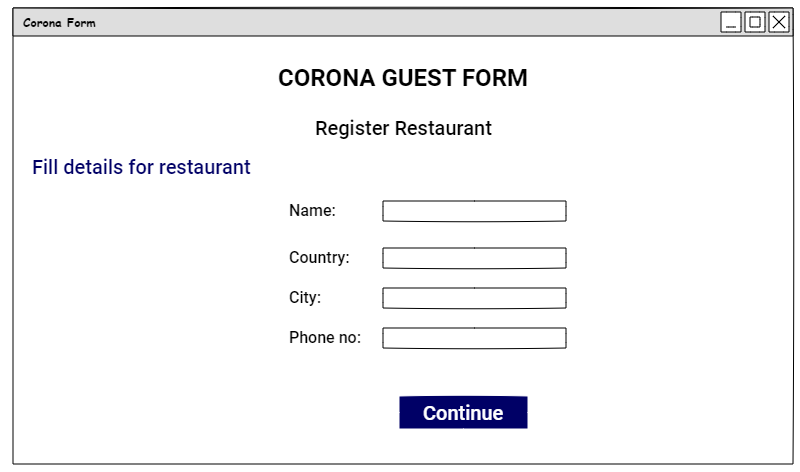 Corona Form
CORONA GUEST FORM
Register Restaurant
Fill details for restaurant
Name:
Country:
City:
Phone no:
Continue